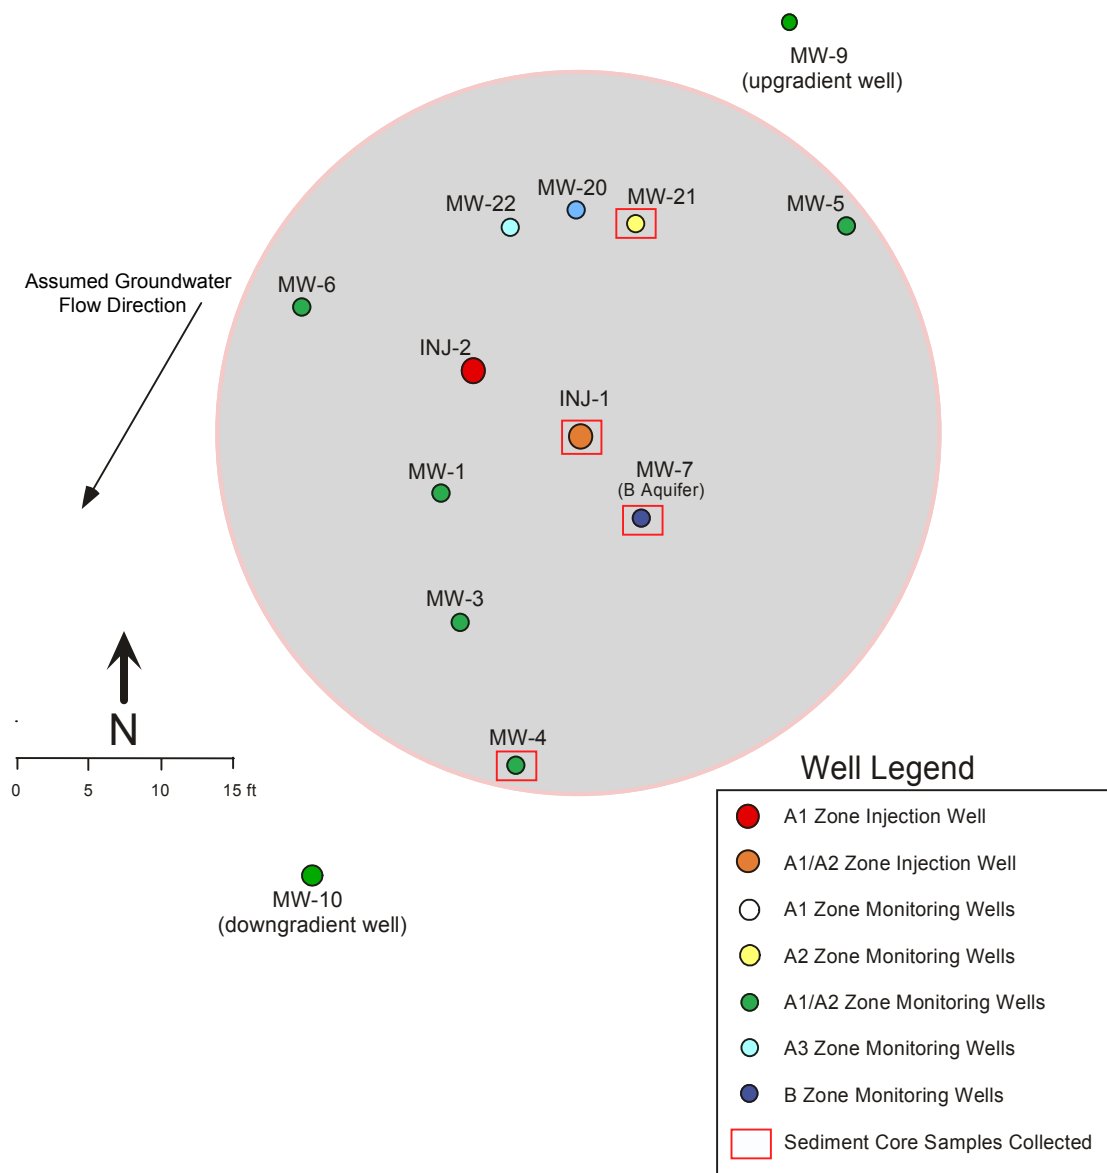 MW-9
(upgradient well)
MW-20
MW-21
MW-22
MW-5
Assumed Groundwater
Flow Direction
MW-6
INJ-2
INJ-1
MW-1
MW-7
(B Aquifer)
MW-3
N
MW-4
0 5 10 15 ft
MW-10
(downgradient well)
Well Legend
A1 Zone Injection Well
A1/A2 Zone Injection Well
A1 Zone Monitoring Wells
A2 Zone Monitoring Wells
A1/A2 Zone Monitoring Wells
A3 Zone Monitoring Wells
B Zone Monitoring Wells
Sediment Core Samples Collected